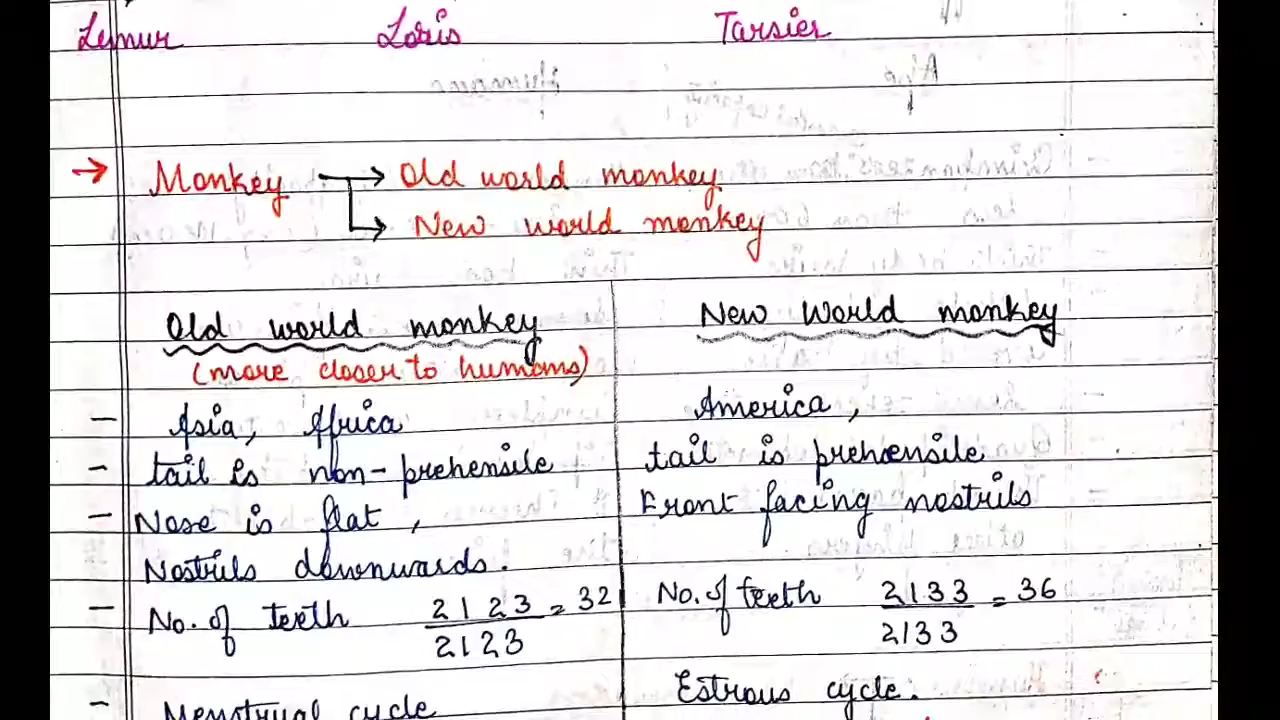 Lemur Loris Tarsier
→ Monkey → Old world monkey
→ New world monkey
Old world monkey
(more closer to humans)
- Asia, Africa
- tail is non-prehensile
- Nose is flat,
Nostrils downwards.
- No. of teeth 2123/2123 = 32
- Menstrual cycle
New World monkey
America,
tail is prehensile
Front facing nostrils
No. of teeth 2133/2133 = 36
Estrous cycle.